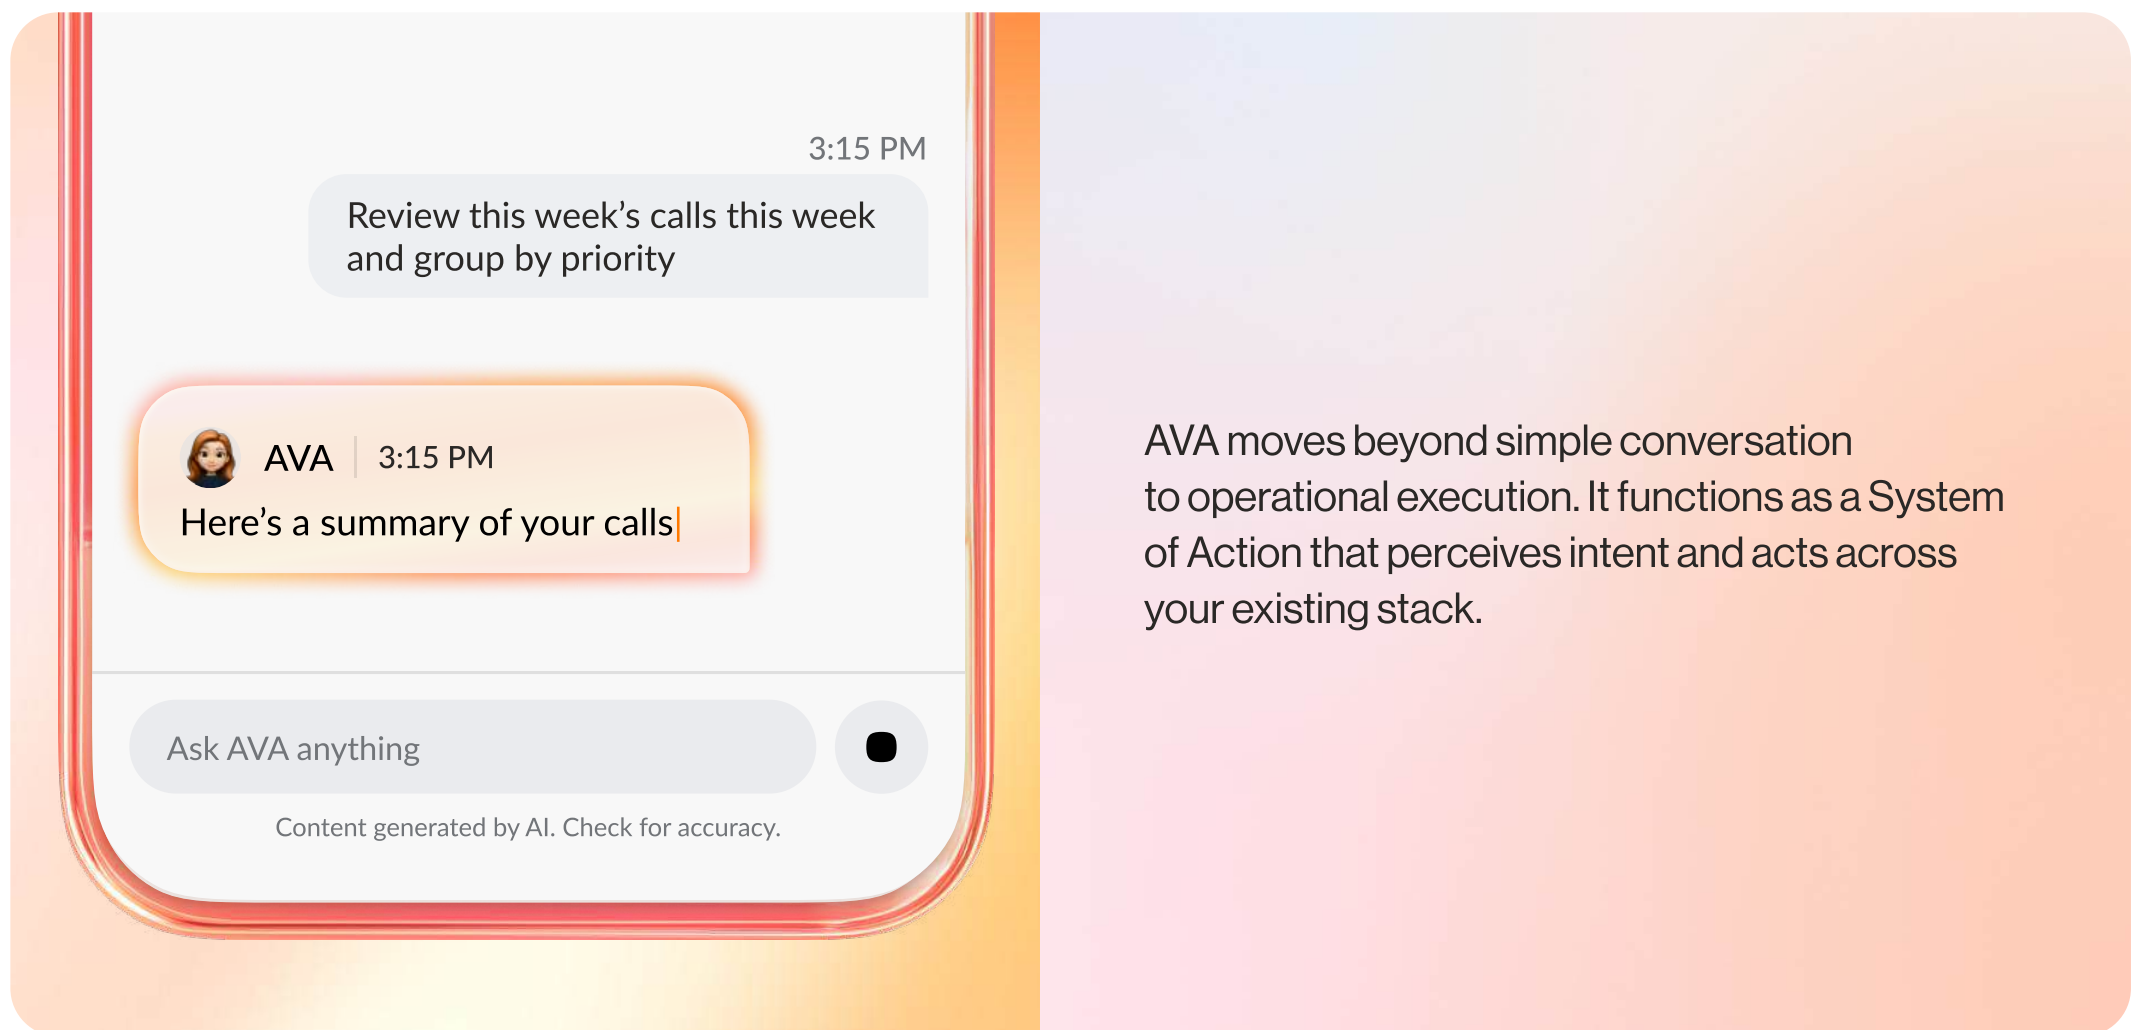 3:15 PM
Review this week’s calls this week
and group by priority
AVA | 3:15 PM
Here’s a summary of your calls
Ask AVA anything
Content generated by AI. Check for accuracy.
AVA moves beyond simple conversation
to operational execution. It functions as a System
of Action that perceives intent and acts across
your existing stack.